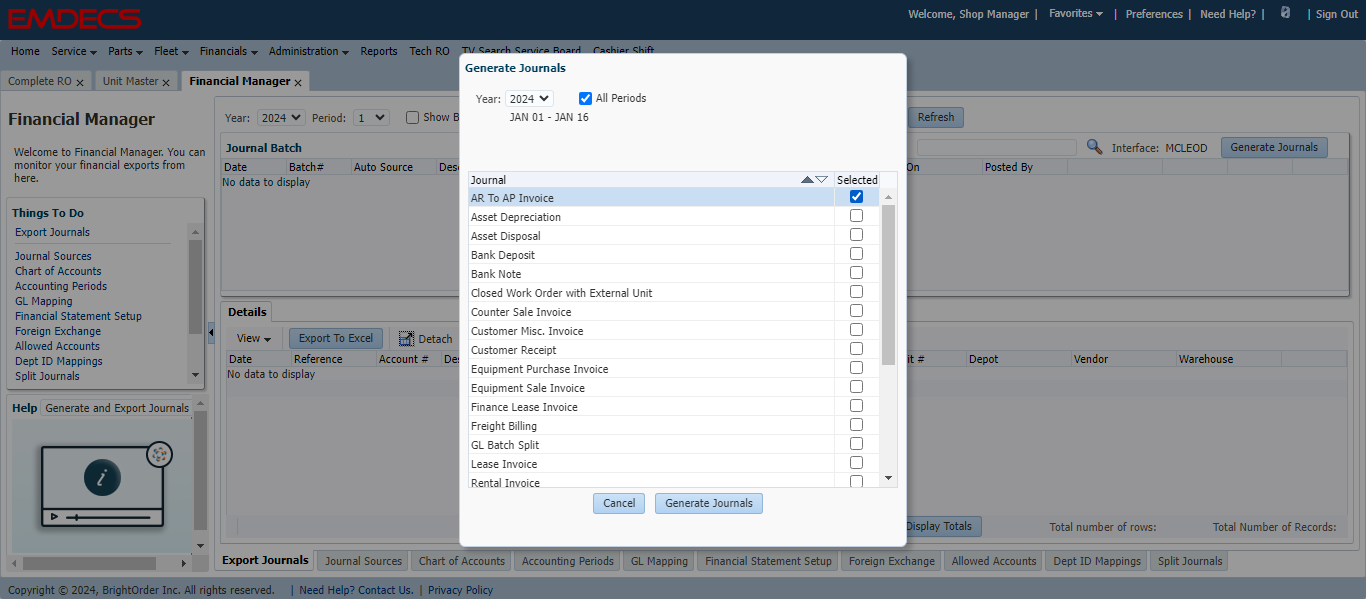 EMDECS
Welcome, Shop Manager | Favorites | Preferences | Need Help? | | Sign Out
Home Service Parts Fleet Financials Administration Reports Tech RO TV Search Service Board Cashier Shift
Complete RO x Unit Master x Financial Manager x
Financial Manager
Welcome to Financial Manager. You can
monitor your financial exports from
here.
Things To Do
Export Journals
Journal Sources
Chart of Accounts
Accounting Periods
GL Mapping
Financial Statement Setup
Foreign Exchange
Allowed Accounts
Dept ID Mappings
Split Journals
Help Generate and Export Journals
i
Year: 2024 Period: 1 Show B
Refresh
Journal Batch
Interface: MCLEOD Generate Journals
Date Batch# Auto Source Des On Posted By
No data to display
Details
View Export To Excel Detach
Date Reference Account # Des it # Depot Vendor Warehouse
No data to display
Display Totals Total number of rows: Total Number of Records:
Generate Journals
Year: 2024 All Periods
JAN 01 - JAN 16
Journal Selected
AR To AP Invoice
Asset Depreciation
Asset Disposal
Bank Deposit
Bank Note
Closed Work Order with External Unit
Counter Sale Invoice
Customer Misc. Invoice
Customer Receipt
Equipment Purchase Invoice
Equipment Sale Invoice
Finance Lease Invoice
Freight Billing
GL Batch Split
Lease Invoice
Rental Invoice
Cancel Generate Journals
Export Journals Journal Sources Chart of Accounts Accounting Periods GL Mapping Financial Statement Setup Foreign Exchange Allowed Accounts Dept ID Mappings Split Journals
Copyright © 2024, BrightOrder Inc. All rights reserved. | Need Help? Contact Us. | Privacy Policy